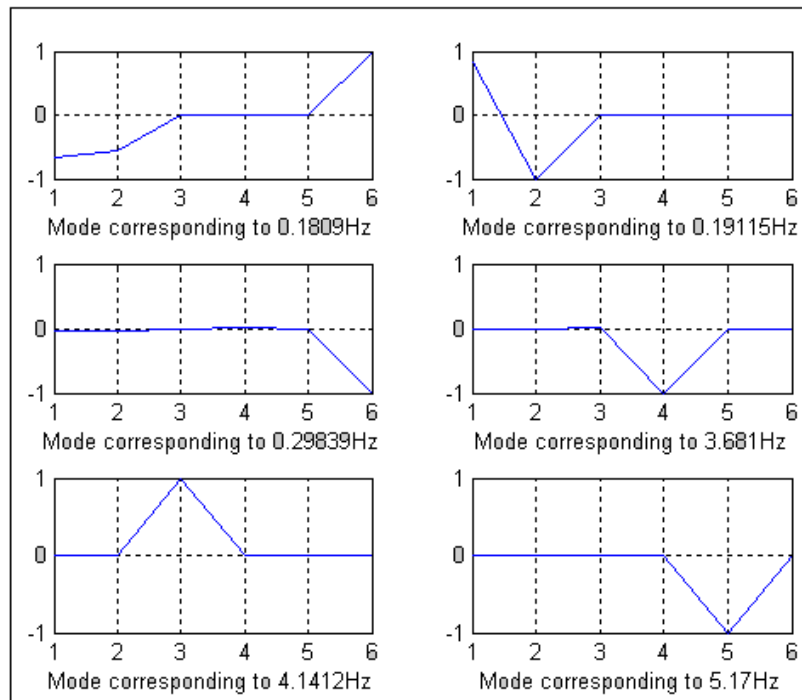 1
0
-1
1 2 3 4 5 6
Mode corresponding to 0.1809Hz
1
0
-1
1 2 3 4 5 6
Mode corresponding to 0.19115Hz
1
0
-1
1 2 3 4 5 6
Mode corresponding to 0.29839Hz
1
0
-1
1 2 3 4 5 6
Mode corresponding to 3.681Hz
1
0
-1
1 2 3 4 5 6
Mode corresponding to 4.1412Hz
1
0
-1
1 2 3 4 5 6
Mode corresponding to 5.17Hz